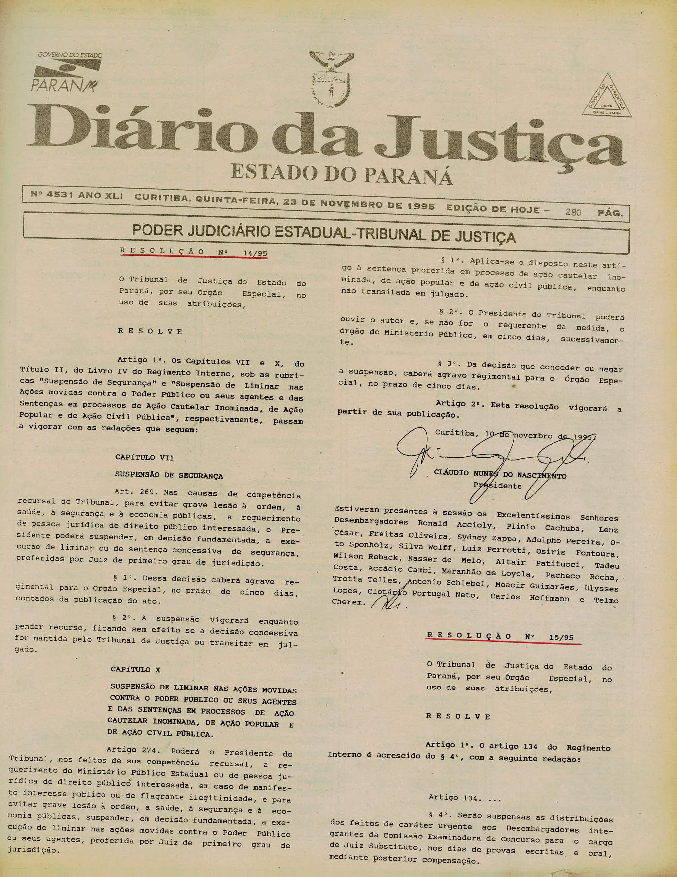 GOVERNO DO ESTADO
PARANÁ
Diário da Justiça
ESTADO DO PARANÁ
Nº 4531 ANO XLI CURITIBA, QUINTA-FEIRA, 23 DE NOVEMBRO DE 1995 EDIÇÃO DE HOJE - 280 PÁG.
PODER JUDICIÁRIO ESTADUAL-TRIBUNAL DE JUSTIÇA
RESOLUÇÃO Nº 14/95
O Tribunal de Justiça do Estado do
Paraná, por seu Órgão Especial, no
uso de suas atribuições,
RESOLVE
Artigo 1º. Os Capítulos VII e X, do
Título II, do Livro IV do Regimento Interno, sob as rubri-
cas "Suspensão de Segurança" e "Suspensão de Liminar nas
Ações movidas contra o Poder Público ou seus agentes e das
Sentenças em processos de Ação Cautelar Inominada, de Ação
Popular e de Ação Civil Pública", respectivamente, passam
a vigorar com as redações que seguem:
CAPÍTULO VII
SUSPENSÃO DE SEGURANÇA
Art. 269. Nas causas de competência
recursal do Tribunal, para evitar grave lesão à ordem, à
saúde, à segurança e à economia públicas, a requerimento
de pessoa jurídica de direito público interessada, o Pre-
sidente poderá suspender, em decisão fundamentada, a exe-
cução de liminar ou de sentença concessiva de segurança,
proferidas por Juiz de primeiro grau de jurisdição.
§ 1º. Dessa decisão caberá agravo re-
gimental para o Órgão Especial, no prazo de cinco dias,
contados da publicação do ato.
§ 2º. A suspensão vigorará enquanto
pender recurso, ficando sem efeito se a decisão concessiva
for mantida pelo Tribunal de Justiça ou transitar em jul-
gado.
CAPÍTULO X
SUSPENSÃO DE LIMINAR NAS AÇÕES MOVIDAS
CONTRA O PODER PÚBLICO OU SEUS AGENTES
E DAS SENTENÇAS EM PROCESSOS DE AÇÃO
CAUTELAR INOMINADA, DE AÇÃO POPULAR E
DE AÇÃO CIVIL PÚBLICA.
Artigo 274. Poderá o Presidente do
Tribunal, nos feitos de sua competência recursal, a re-
querimento do Ministério Público Estadual ou de pessoa ju-
rídica de direito público interessada, em caso de manifes-
to interesse público ou de flagrante ilegitimidade, e para
evitar grave lesão à ordem, a saúde, à segurança e à eco-
nomia públicas, suspender, em decisão fundamentada, a exe-
cução de liminar nas ações movidas contra o Poder Público
ou seus agentes, proferida por Juiz de primeiro grau de
jurisdição.
§ 1º. Aplica-se o disposto neste arti-
go à sentença proferida em processo de ação cautelar ino-
minada, de ação popular e de ação civil pública, enquanto
não transitada em julgado.
§ 2º. O Presidente do Tribunal poderá
ouvir o autor e, se não for o requerente da medida, o
órgão do Ministério Público, em cinco dias, sucessivamen-
te.
§ 3º. Da decisão que conceder ou negar
a suspensão, caberá agravo regimental para o Órgão Espe-
cial, no prazo de cinco dias.
Artigo 2º. Esta resolução vigorará a
partir de sua publicação.
Curitiba, 10 de novembro de 1995.
CLÁUDIO NUNES DO NASCIMENTO
Presidente
Estiveram presentes à sessão os Excelentíssimos Senhores
Desembargadores Ronald Accioly, Plínio Cachuba, Lenz
César, Freitas Oliveira, Sydney Zappa, Adolpho Pereira, O-
to Sponholz, Silva Wolff, Luiz Perrotti, Osiris Fontoura,
Wilson Reback, Nasser de Melo, Altair Patitucci, Tadeu
Costa, Accácio Cambi, Maranhão de Loyola, Pacheco Rocha,
Trotta Telles, Antonio Schiebel, Moacir Guimarães, Ulysses
Lopes, Clotário Portugal Neto, Carlos Hoffmann e Telmo
Cherem.
RESOLUÇÃO Nº 15/95
O Tribunal de Justiça do Estado do
Paraná, por seu Órgão Especial, no
uso de suas atribuições,
RESOLVE
Artigo 1º. O artigo 134 do Regimento
Interno é acrescido do § 4º, com a seguinte redação:
Artigo 134. ...
§ 4º. Serão suspensas as distribuições
dos feitos de caráter urgente aos Desembargadores inte-
grantes da Comissão Examinadora de Concurso para o cargo
de Juiz Substituto, nos dias de provas escritas e oral,
mediante posterior compensação.